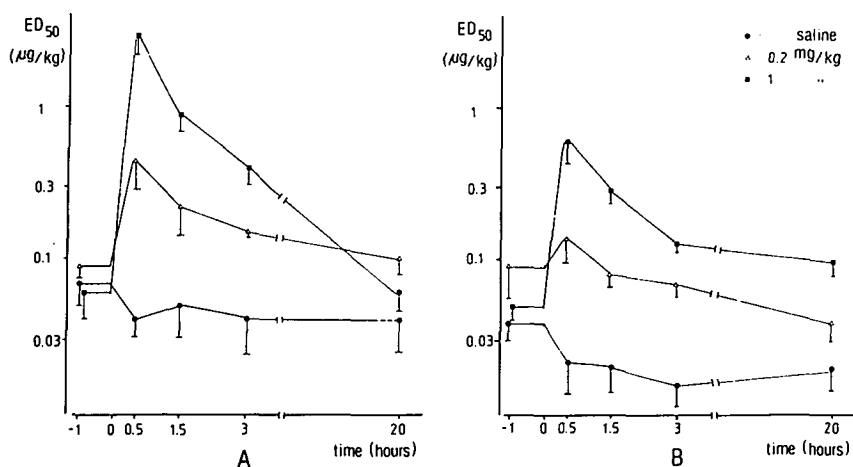 ED50
(µg/kg)
1
0.3
0.1
0.03
-1 0 0.5 1.5 3 20
time (hours)
A
ED50
(µg/kg)
saline
0.2 mg/kg
1 "
1
0.3
0.1
0.03
-1 0 0.5 1.5 3 20
time (hours)
B